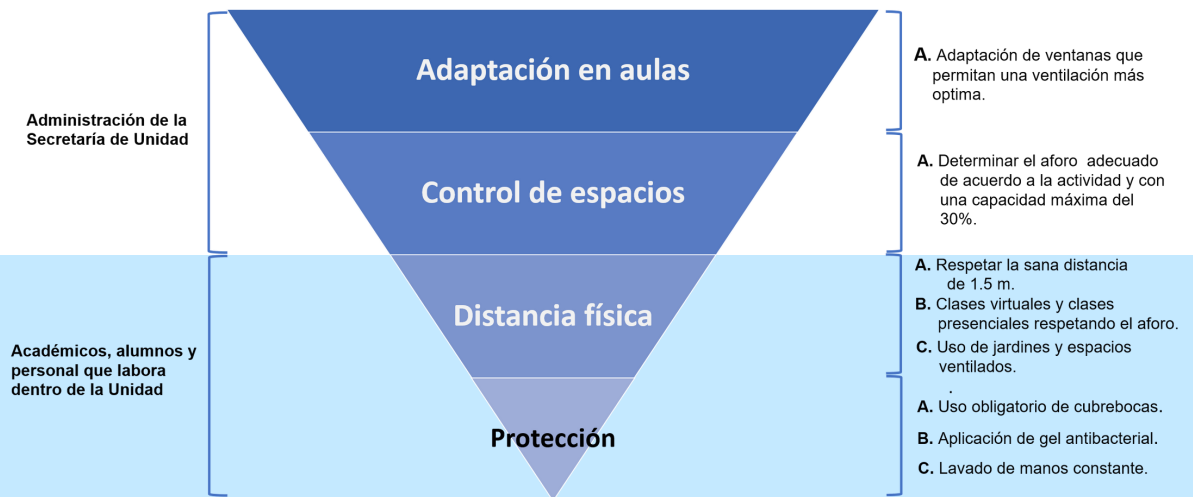 Adaptación en aulas
A. Adaptación de ventanas que
permitan una ventilación más
optima.
Administración de la
Secretaría de Unidad
Control de espacios
A. Determinar el aforo adecuado
de acuerdo a la actividad y con
una capacidad máxima del
30%.
Distancia física
A. Respetar la sana distancia
de 1.5 m.
B. Clases virtuales y clases
presenciales respetando el aforo.
C. Uso de jardines y espacios
ventilados.
.
Académicos, alumnos y
personal que labora
dentro de la Unidad
Protección
A. Uso obligatorio de cubrebocas.
B. Aplicación de gel antibacterial.
C. Lavado de manos constante.